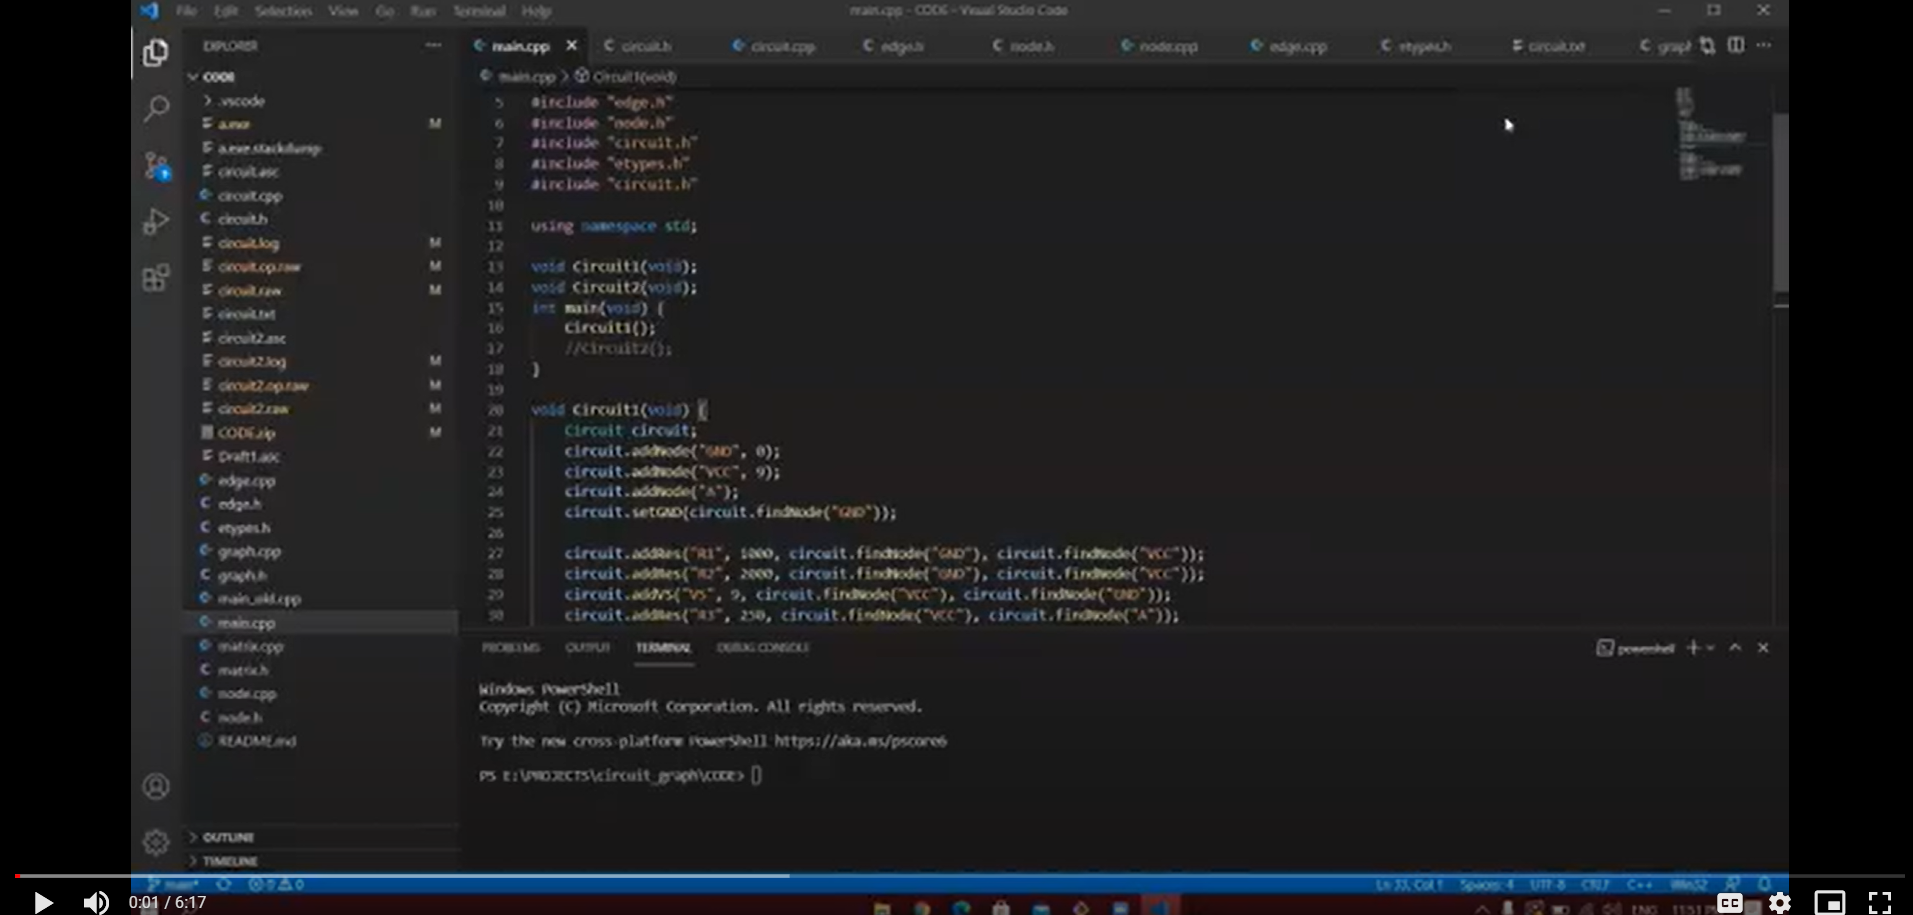 File Edit Selection View Go Run Terminal Help
main.cpp - CODE - Visual Studio Code
EXPLORER
main.cpp circuit.h circuit.cpp edge.h node.h node.cpp edge.cpp etypes.h circuit.txt graph
CODE
main.cpp > Circuit1(void)
.vscode
a.exe M
a.exe.stackdump
circuit.asc
circuit.cpp
circuit.h
circuit.log M
circuit.op.raw M
circuit.raw M
circuit.txt
circuit2.asc
circuit2.log M
circuit2.op.raw M
circuit2.raw M
CODE.zip M
Draft1.asc
edge.cpp
edge.h
etypes.h
graph.cpp
graph.h
main_old.cpp
main.cpp
matrix.cpp
matrix.h
node.cpp
node.h
README.md
OUTLINE
TIMELINE
5 #include "edge.h"
6 #include "node.h"
7 #include "circuit.h"
8 #include "etypes.h"
9 #include "circuit.h"
10
11 using namespace std;
12
13 void Circuit1(void);
14 void Circuit2(void);
15 int main(void) {
16 Circuit1();
17 //Circuit2();
18 }
19
20 void Circuit1(void) {
21 Circuit circuit;
22 circuit.addNode("GND", 0);
23 circuit.addNode("VCC", 9);
24 circuit.addNode("A");
25 circuit.setGND(circuit.findNode("GND"));
26
27 circuit.addRes("R1", 1000, circuit.findNode("GND"), circuit.findNode("VCC"));
28 circuit.addRes("R2", 2000, circuit.findNode("GND"), circuit.findNode("VCC"));
29 circuit.addVS("VS", 9, circuit.findNode("VCC"), circuit.findNode("GND"));
30 circuit.addRes("R3", 250, circuit.findNode("VCC"), circuit.findNode("A"));
PROBLEMS OUTPUT TERMINAL DEBUG CONSOLE
powershell
Windows PowerShell
Copyright (C) Microsoft Corporation. All rights reserved.
Try the new cross-platform PowerShell https://aka.ms/pscore6
PS E:\PROJECTS\circuit_graph\CODE>
main* 0 0
Ln 33, Col 1 Spaces: 4 UTF-8 CRLF C++ Win32
0:01 / 6:17
CC
ENG